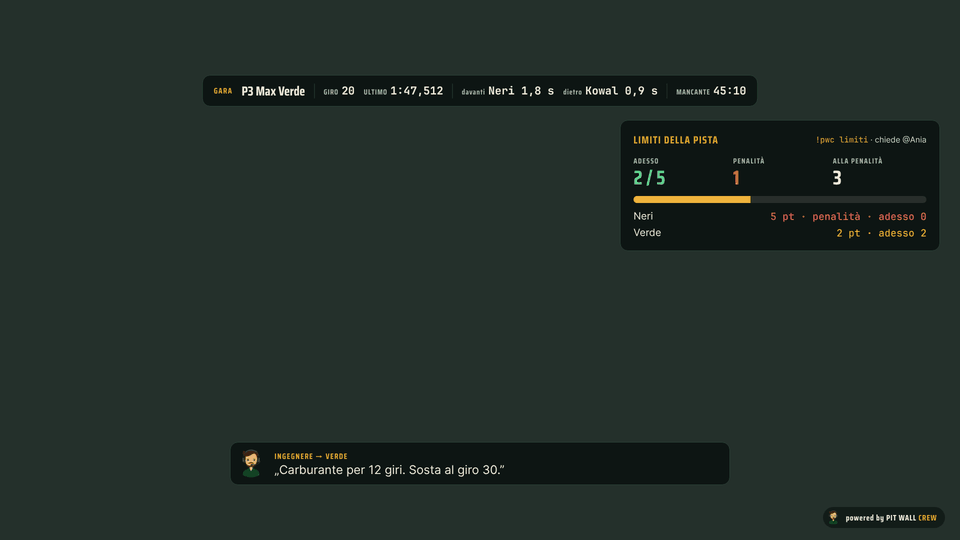 GARA P3 Max Verde GIRO 20 ULTIMO 1:47,512 davanti Neri 1,8 s dietro Kowal 0,9 s MANCANTE 45:10
LIMITI DELLA PISTA !pwc limiti · chiede @Ania
ADESSO PENALITÀ ALLA PENALITÀ
2/5 1 3
Neri 5 pt · penalità · adesso 0
Verde 2 pt · adesso 2
INGEGNERE → VERDE
„Carburante per 12 giri. Sosta al giro 30.”
powered by PIT WALL CREW